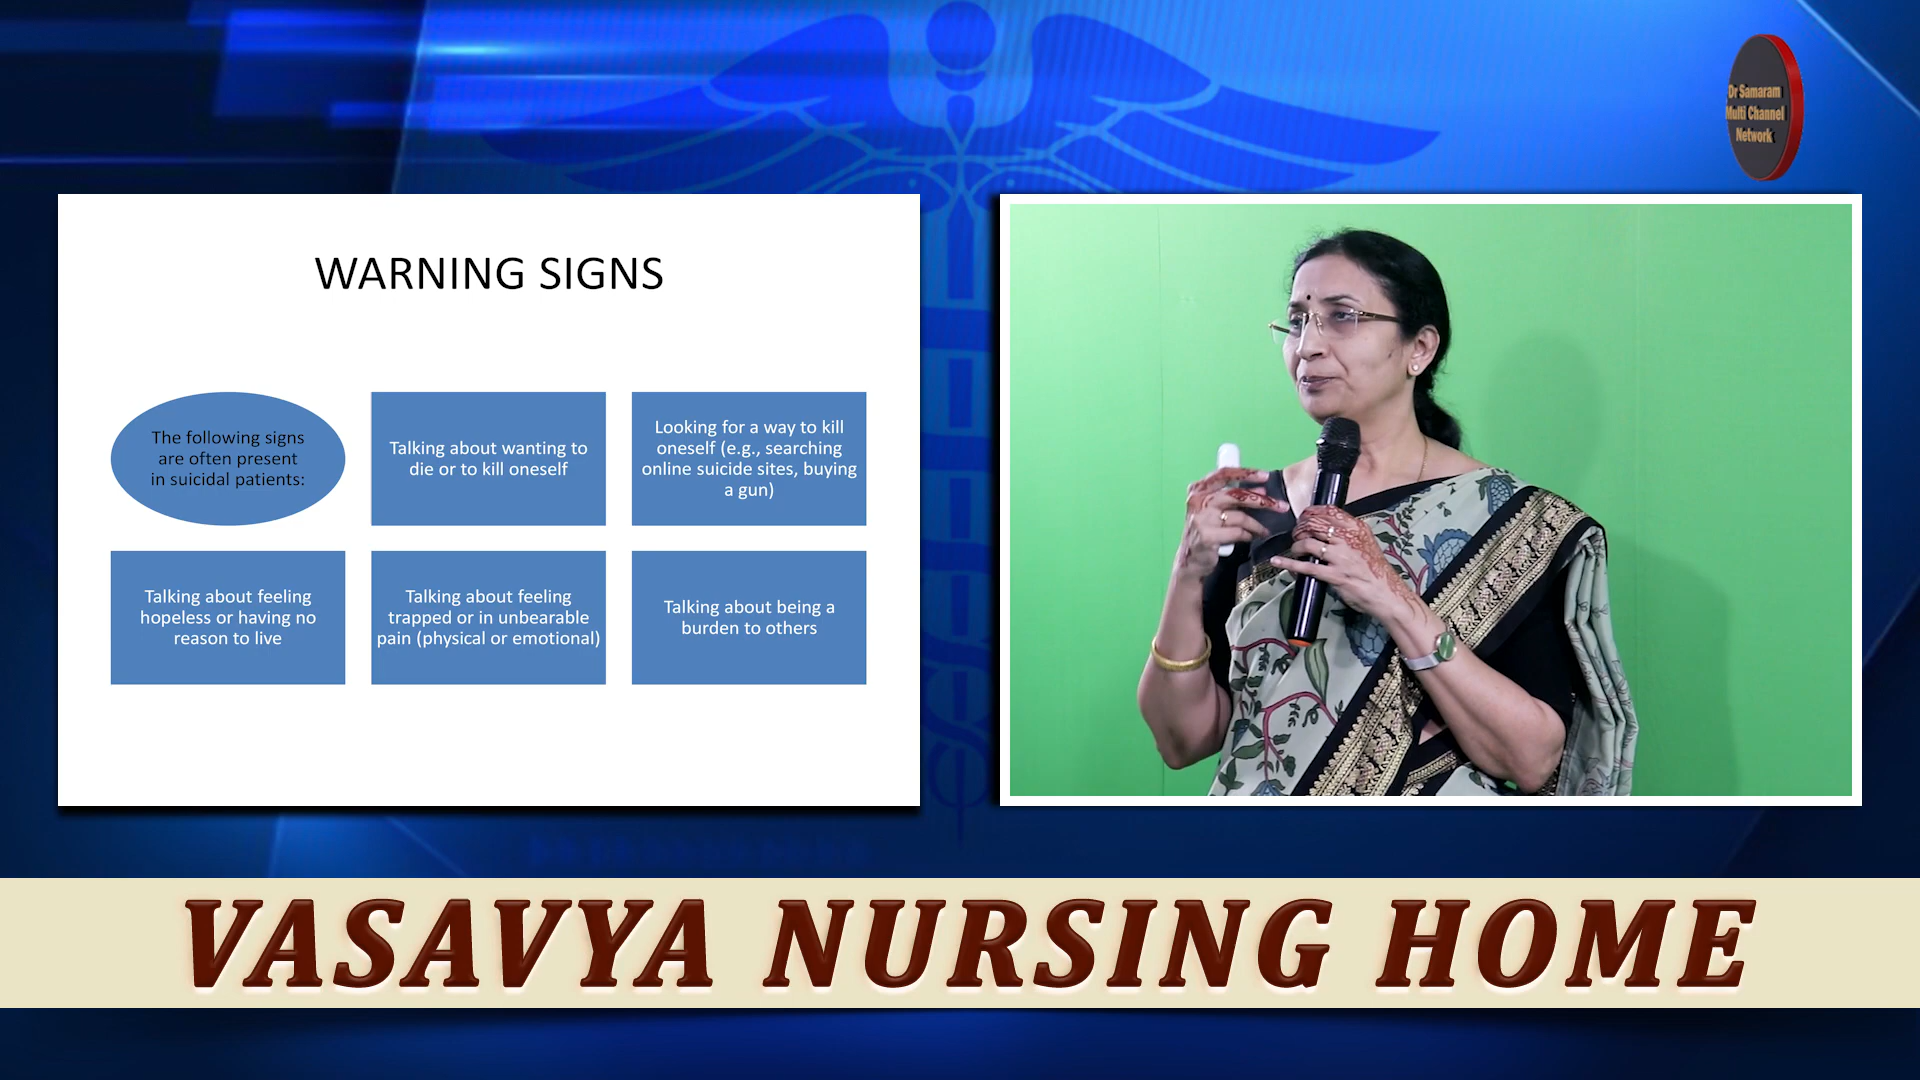 Dr Samaram
Multi Channel
Network
WARNING SIGNS
The following signs
are often present
in suicidal patients:
Talking about wanting to
die or to kill oneself
Looking for a way to kill
oneself (e.g., searching
online suicide sites, buying
a gun)
Talking about feeling
hopeless or having no
reason to live
Talking about feeling
trapped or in unbearable
pain (physical or emotional)
Talking about being a
burden to others
VASAVYA NURSING HOME